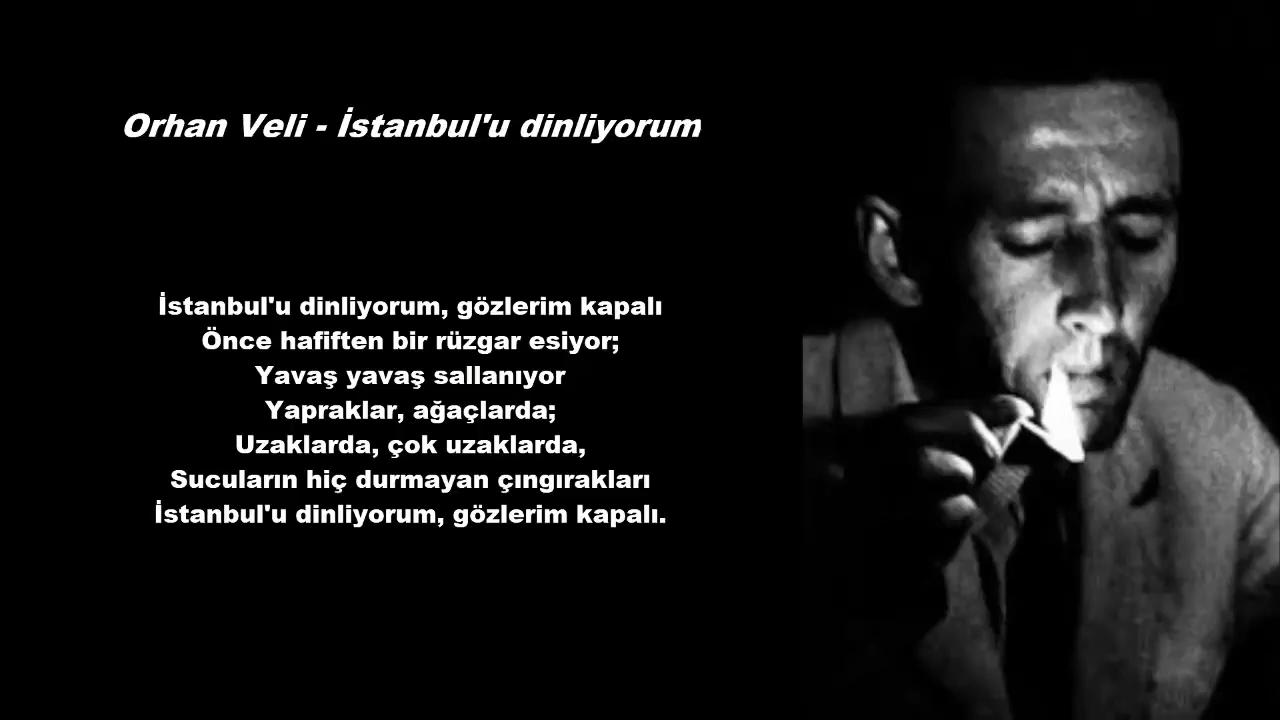 Orhan Veli - İstanbul'u dinliyorum
İstanbul'u dinliyorum, gözlerim kapalı
Önce hafiften bir rüzgar esiyor;
Yavaş yavaş sallanıyor
Yapraklar, ağaçlarda;
Uzaklarda, çok uzaklarda,
Sucuların hiç durmayan çıngırakları
İstanbul'u dinliyorum, gözlerim kapalı.